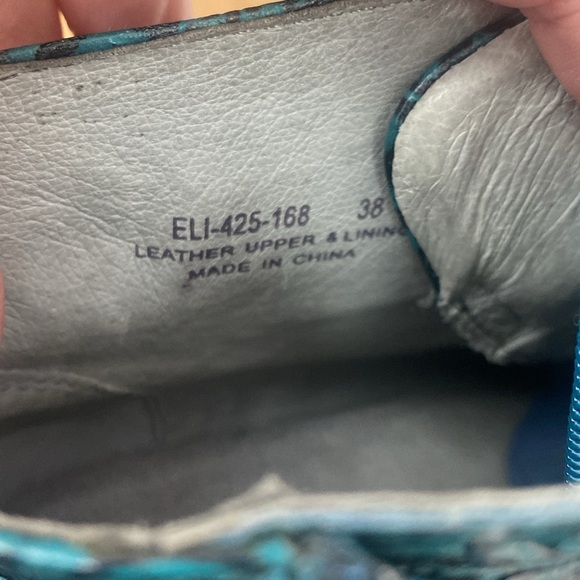 ELI-425-168 38
LEATHER UPPER & LINING
MADE IN CHINA